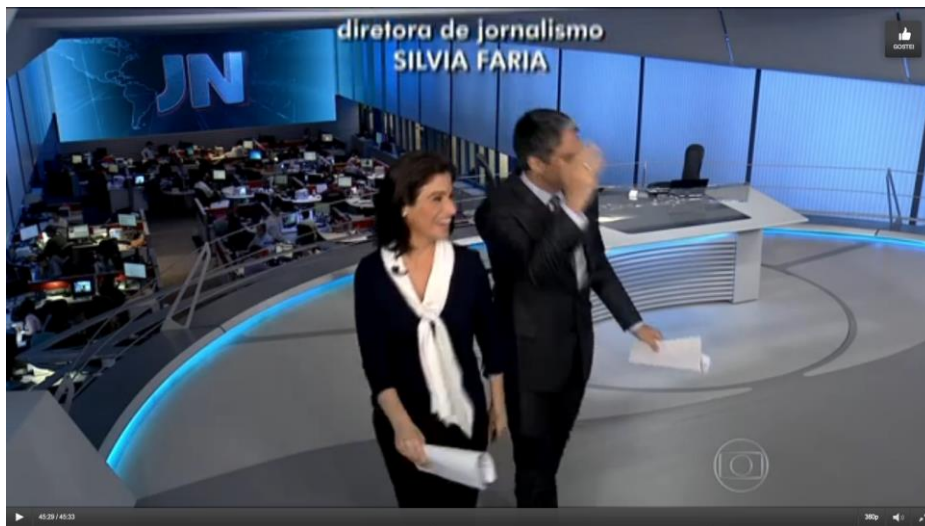 diretora de jornalismo
SILVIA FARIA
GOSTEI
JN
45:29 / 45:33
360p